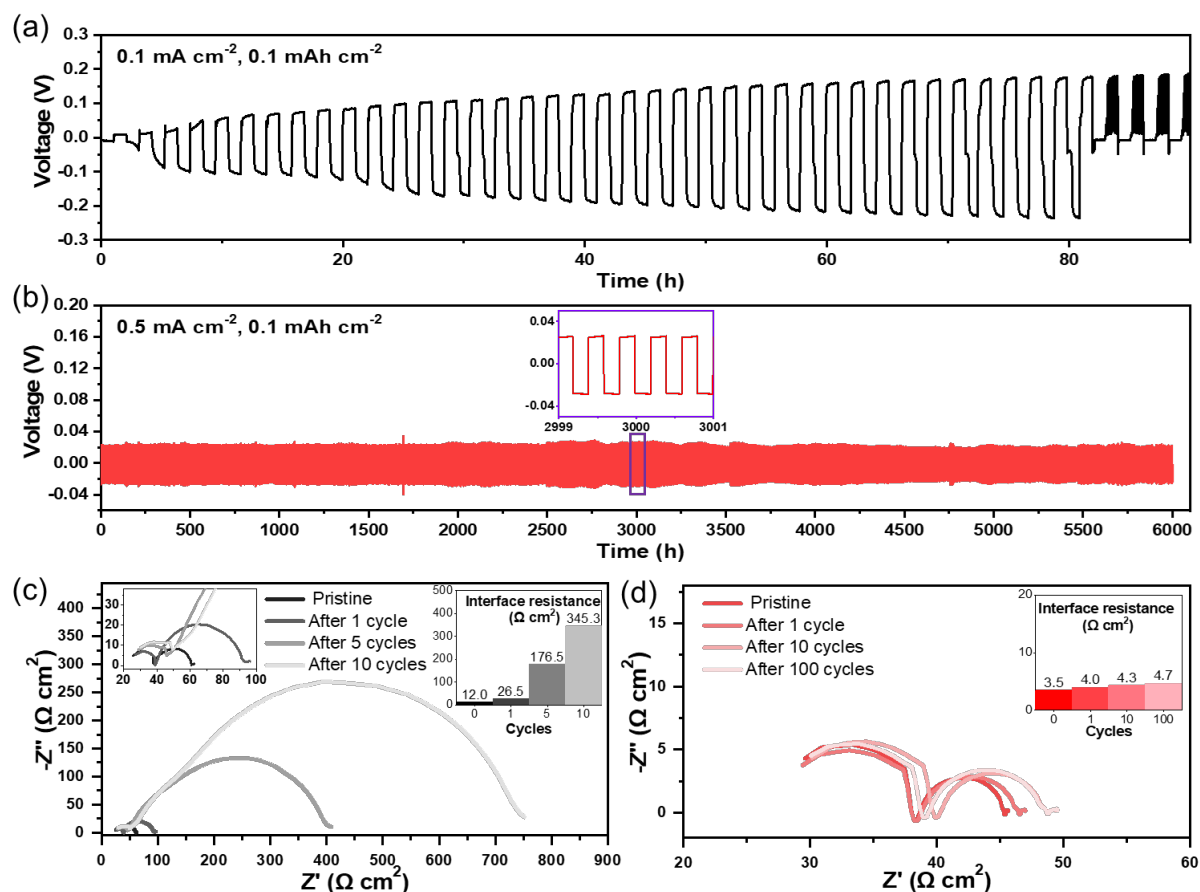 (a)
0.1 mA cm⁻², 0.1 mAh cm⁻²
Voltage (V)
0.3
0.2
0.1
0.0
-0.1
-0.2
-0.3
0 20 40 60 80
Time (h)
(b)
0.5 mA cm⁻², 0.1 mAh cm⁻²
Voltage (V)
0.20
0.16
0.12
0.08
0.04
0.00
-0.04
0.04
0.00
-0.04
2999 3000 3001
0 500 1000 1500 2000 2500 3000 3500 4000 4500 5000 5500 6000
Time (h)
(c)
-Z'' (Ω cm²)
400
350
300
250
200
150
100
50
0
20
10
0
20 40 60 80 100
Pristine
After 1 cycle
After 5 cycles
After 10 cycles
500
400
300
200
100
0
Interface resistance
(Ω cm²)
345.3
176.5
12.0 26.5
0 1 5 10
Cycles
0 100 200 300 400 500 600 700 800 900
Z' (Ω cm²)
(d)
-Z'' (Ω cm²)
15
10
5
0
Pristine
After 1 cycle
After 10 cycles
After 100 cycles
20
10
0
Interface resistance
(Ω cm²)
3.5 4.0 4.3 4.7
0 1 10 100
Cycles
20 30 40 50 60
Z' (Ω cm²)